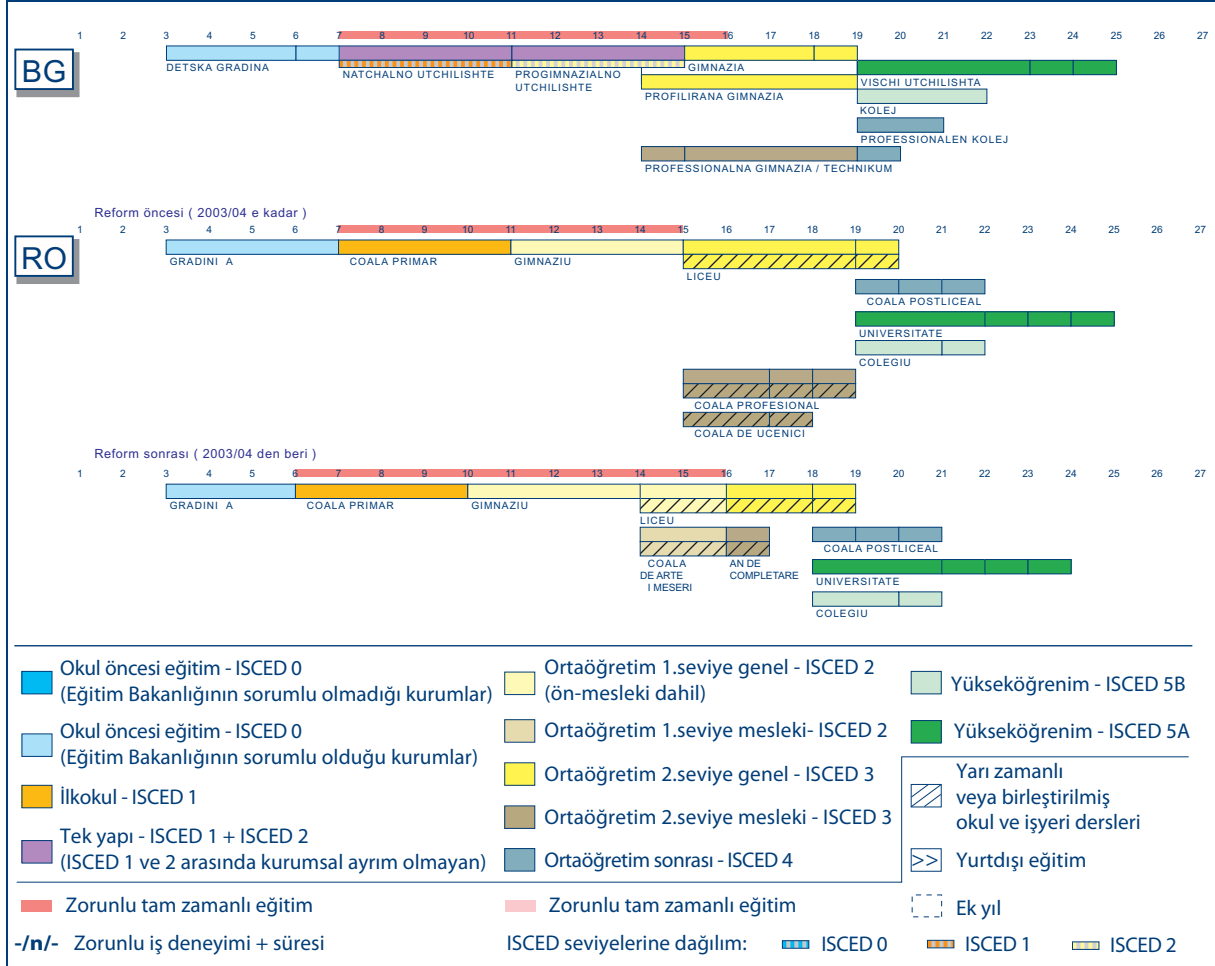 1 2 3 4 5 6 7 8 9 10 11 12 13 14 15 16 17 18 19 20 21 22 23 24 25 26 27
BG
DETSKA GRADINA
NATCHALNO UTCHILISHTE
PROGIMNAZIALNO
UTCHILISHTE
GIMNAZIA
PROFILIRANA GIMNAZIA
VISCHI UTCHILISHTA
KOLEJ
PROFESSIONALEN KOLEJ
PROFESSIONALNA GIMNAZIA / TECHNIKUM
Reform öncesi ( 2003/04 e kadar )
1 2 3 4 5 6 7 8 9 10 11 12 13 14 15 16 17 18 19 20 21 22 23 24 25 26 27
RO
GRADINI A
COALA PRIMAR
GIMNAZIU
LICEU
COALA POSTLICEAL
UNIVERSITATE
COLEGIU
COALA PROFESIONAL
COALA DE UCENICI
Reform sonrası ( 2003/04 den beri )
1 2 3 4 5 6 7 8 9 10 11 12 13 14 15 16 17 18 19 20 21 22 23 24 25 26 27
GRADINI A
COALA PRIMAR
GIMNAZIU
LICEU
COALA
DE ARTE
I MESERI
AN DE
COMPLETARE
COALA POSTLICEAL
UNIVERSITATE
COLEGIU
Okul öncesi eğitim - ISCED 0
(Eğitim Bakanlığının sorumlu olmadığı kurumlar)
Okul öncesi eğitim - ISCED 0
(Eğitim Bakanlığının sorumlu olduğu kurumlar)
İlkokul - ISCED 1
Tek yapı - ISCED 1 + ISCED 2
(ISCED 1 ve 2 arasında kurumsal ayrım olmayan)
Ortaöğretim 1.seviye genel - ISCED 2
(ön-mesleki dahil)
Ortaöğretim 1.seviye mesleki- ISCED 2
Ortaöğretim 2.seviye genel - ISCED 3
Ortaöğretim 2.seviye mesleki - ISCED 3
Ortaöğretim sonrası - ISCED 4
Yükseköğrenim - ISCED 5B
Yükseköğrenim - ISCED 5A
Yarı zamanlı
veya birleştirilmiş
okul ve işyeri dersleri
>> Yurtdışı eğitim
Zorunlu tam zamanlı eğitim
Zorunlu tam zamanlı eğitim
Ek yıl
-/n/- Zorunlu iş deneyimi + süresi
ISCED seviyelerine dağılım: ISCED 0 ISCED 1 ISCED 2